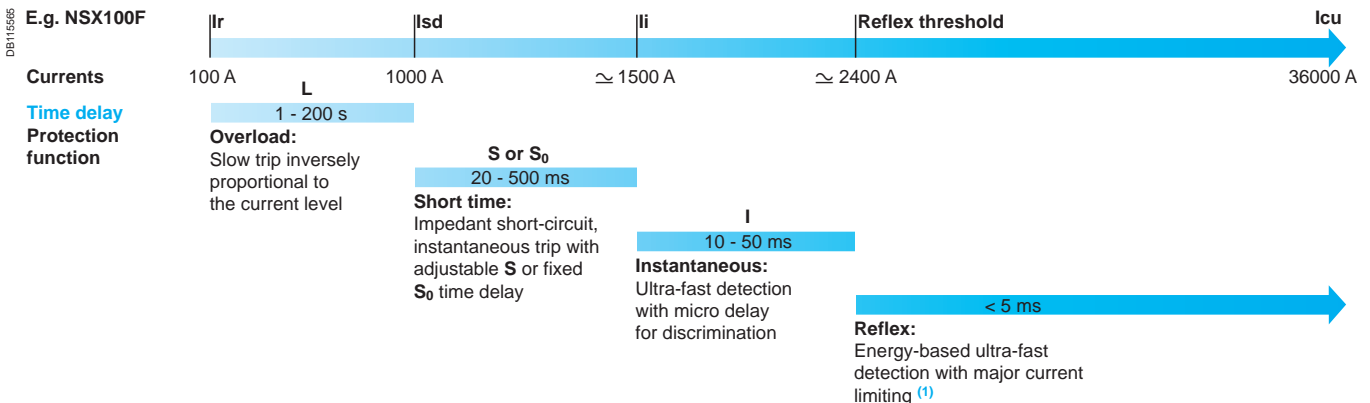 DB115565
E.g. NSX100F
Ir Isd Ii Reflex threshold Icu
Currents 100 A 1000 A ≃ 1500 A ≃ 2400 A 36000 A
L
Time delay 1 - 200 s
Protection
function
Overload:
Slow trip inversely
proportional to
the current level
S or S₀
20 - 500 ms
Short time:
Impedant short-circuit,
instantaneous trip with
adjustable S or fixed
S₀ time delay
I
10 - 50 ms
Instantaneous:
Ultra-fast detection
with micro delay
for discrimination
< 5 ms
Reflex:
Energy-based ultra-fast
detection with major current
limiting (1)